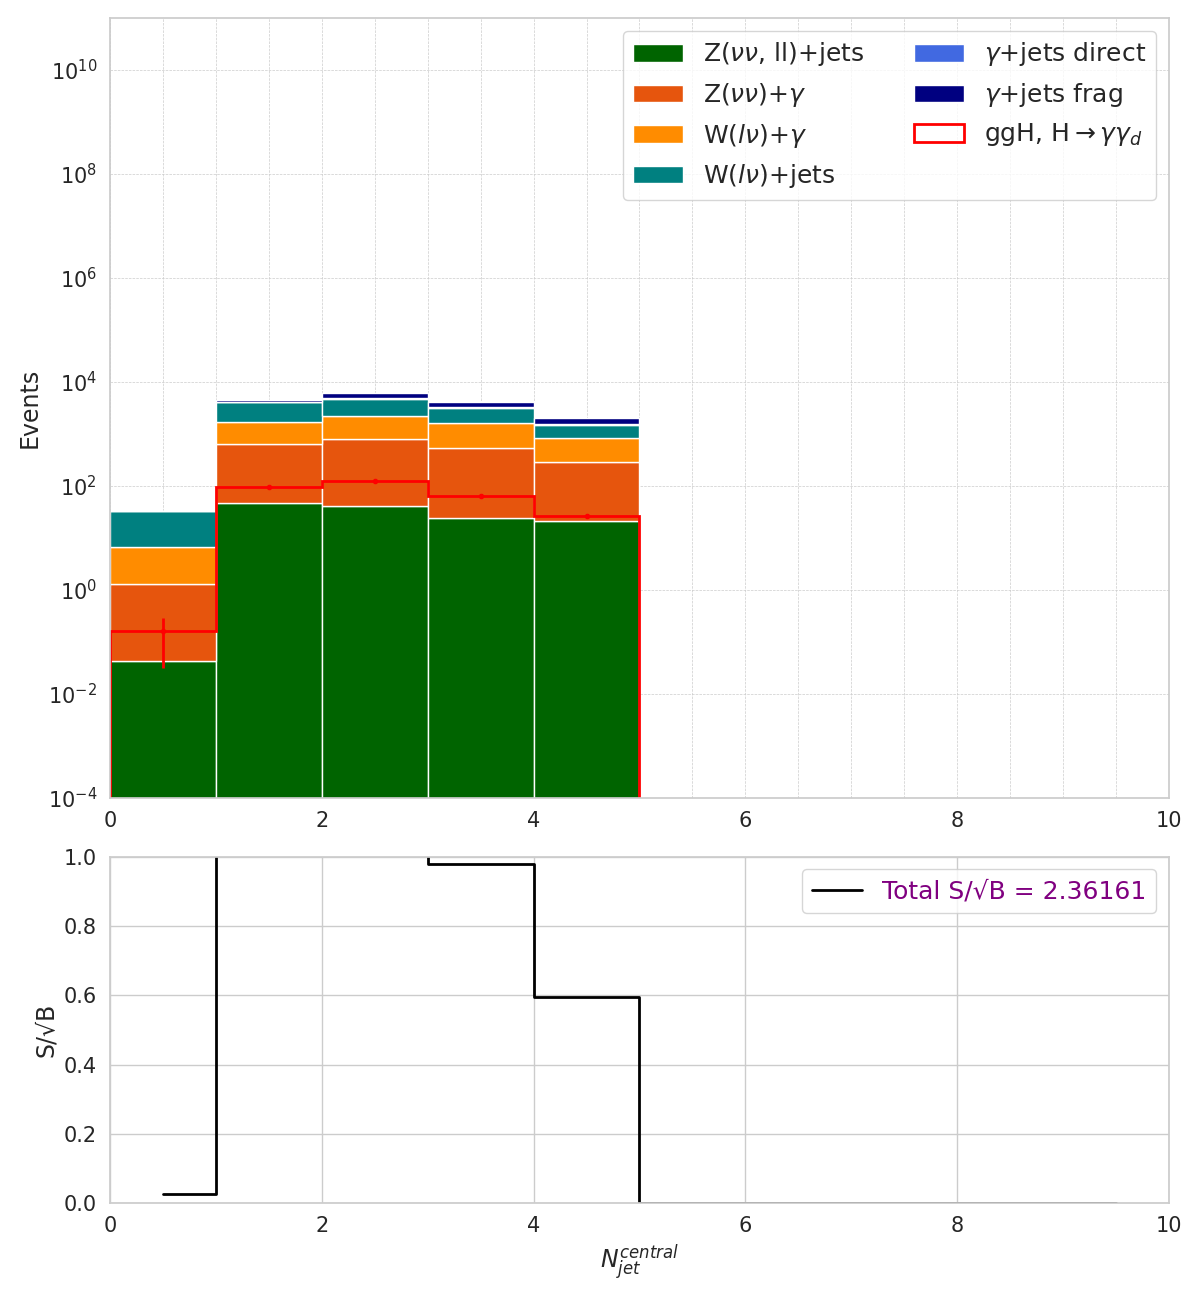 Z(νν, ll)+jets
Z(νν)+γ
W(lν)+γ
W(lν)+jets
γ+jets direct
γ+jets frag
ggH, H→γγ_d
Events
10^10
10^8
10^6
10^4
10^2
10^0
10^−2
10^−4
0 2 4 6 8 10
Total S/√B = 2.36161
S/√B
1.0
0.8
0.6
0.4
0.2
0.0
0 2 4 6 8 10
N_jet^central